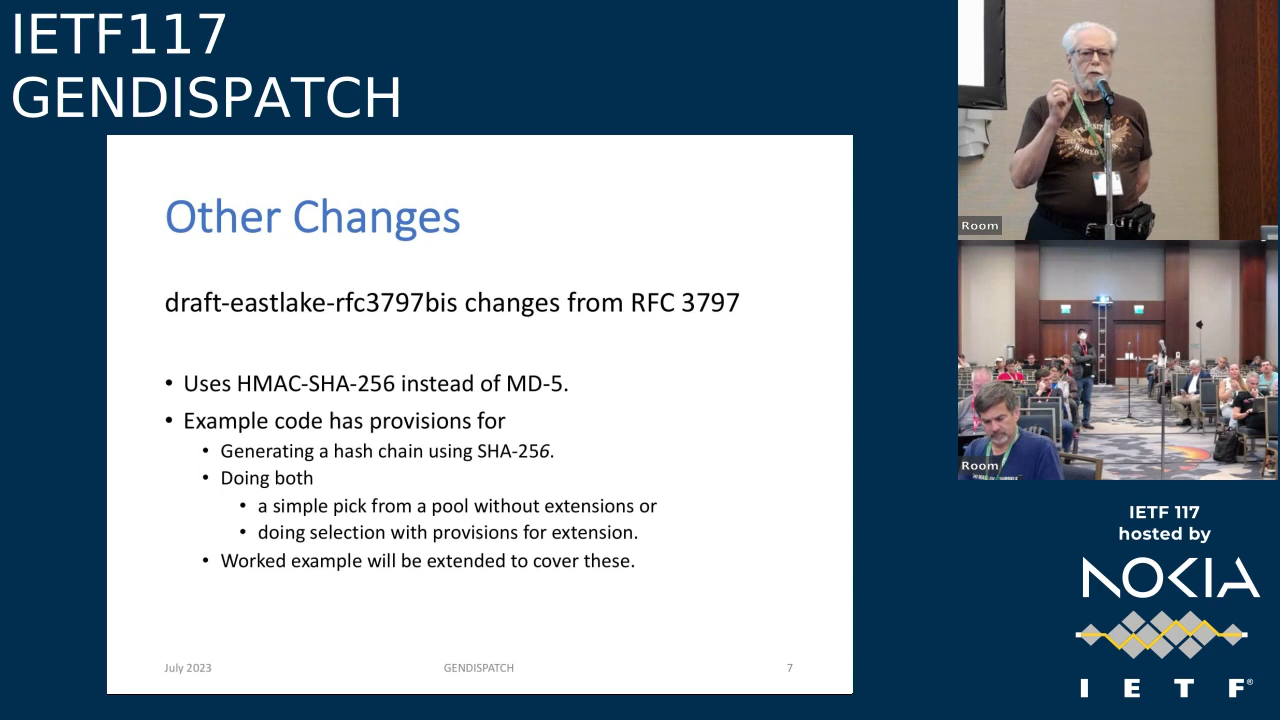 IETF117
GENDISPATCH
Other Changes
draft-eastlake-rfc3797bis changes from RFC 3797
• Uses HMAC-SHA-256 instead of MD-5.
• Example code has provisions for
• Generating a hash chain using SHA-256.
• Doing both
• a simple pick from a pool without extensions or
• doing selection with provisions for extension.
• Worked example will be extended to cover these.
July 2023
GENDISPATCH
7
Room
Room
IETF 117
hosted by
NOKIA
I E T F®